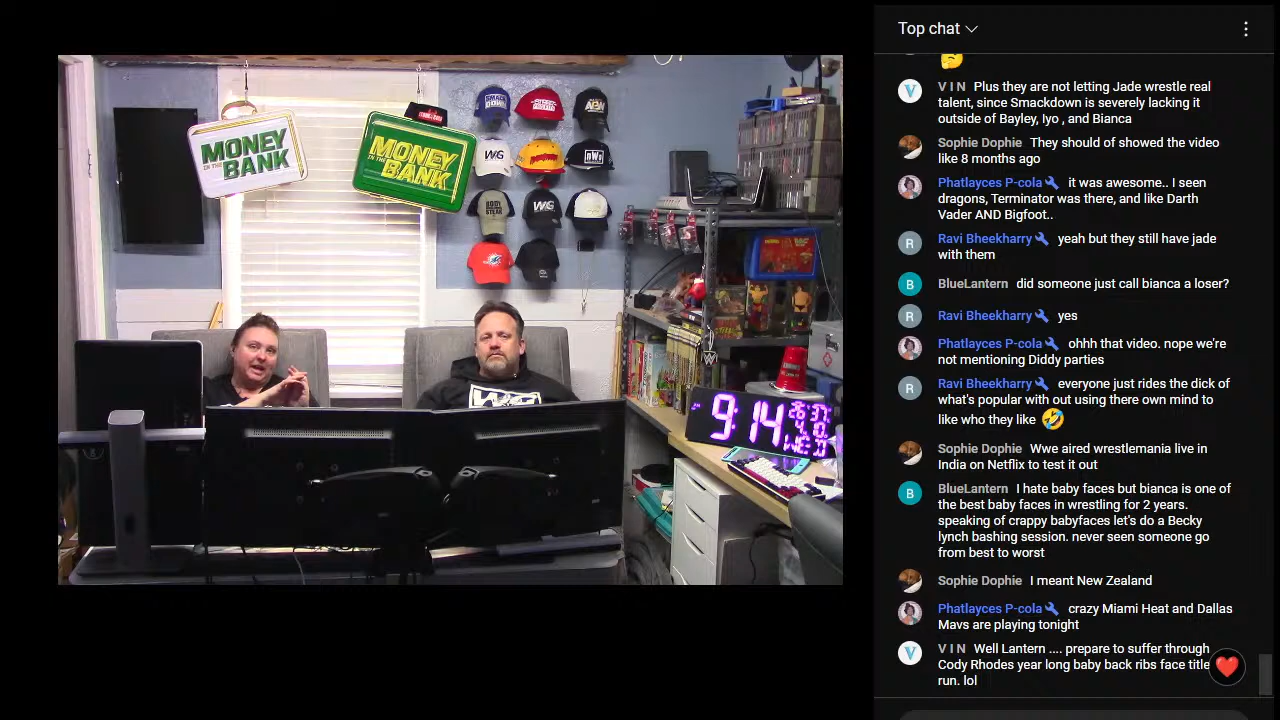 MONEY
IN THE
BANK
MONEY
IN THE
BANK
W/G
nWo
W/G
9:14
WED
Top chat
V I N Plus they are not letting Jade wrestle real
talent, since Smackdown is severely lacking it
outside of Bayley, Iyo , and Bianca
Sophie Dophie They should of showed the video
like 8 months ago
Phatlayces P-cola it was awesome.. I seen
dragons, Terminator was there, and like Darth
Vader AND Bigfoot..
Ravi Bheekharry yeah but they still have jade
with them
BlueLantern did someone just call bianca a loser?
Ravi Bheekharry yes
Phatlayces P-cola ohhh that video. nope we're
not mentioning Diddy parties
Ravi Bheekharry everyone just rides the dick of
what's popular with out using there own mind to
like who they like 🤣
Sophie Dophie Wwe aired wrestlemania live in
India on Netflix to test it out
BlueLantern I hate baby faces but bianca is one of
the best baby faces in wrestling for 2 years.
speaking of crappy babyfaces let's do a Becky
lynch bashing session. never seen someone go
from best to worst
Sophie Dophie I meant New Zealand
Phatlayces P-cola crazy Miami Heat and Dallas
Mavs are playing tonight
V I N Well Lantern .... prepare to suffer through
Cody Rhodes year long baby back ribs face title
run. lol